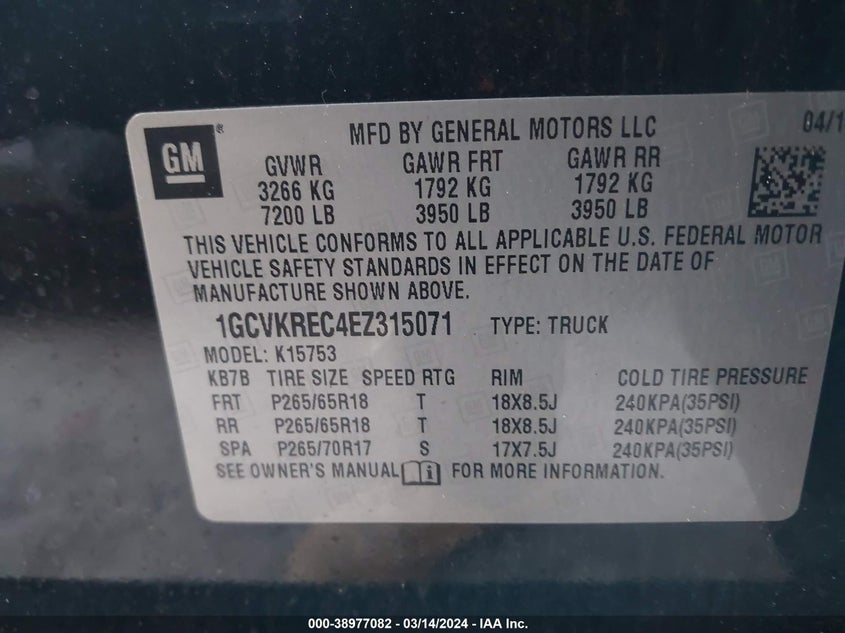 GM ® MFD BY GENERAL MOTORS LLC 04/1
GVWR GAWR FRT GAWR RR
3266 KG 1792 KG 1792 KG
7200 LB 3950 LB 3950 LB
THIS VEHICLE CONFORMS TO ALL APPLICABLE U.S. FEDERAL MOTOR
VEHICLE SAFETY STANDARDS IN EFFECT ON THE DATE OF
MANUFACTURE SHOWN ABOVE.
1GCVKREC4EZ315071 TYPE: TRUCK
MODEL: K15753
KB7B TIRE SIZE SPEED RTG RIM COLD TIRE PRESSURE
FRT P265/65R18 T 18X8.5J 240KPA(35PSI)
RR P265/65R18 T 18X8.5J 240KPA(35PSI)
SPA P265/70R17 S 17X7.5J 240KPA(35PSI)
SEE OWNER'S MANUAL FOR MORE INFORMATION.
000-38977082 - 03/14/2024 - IAA Inc.